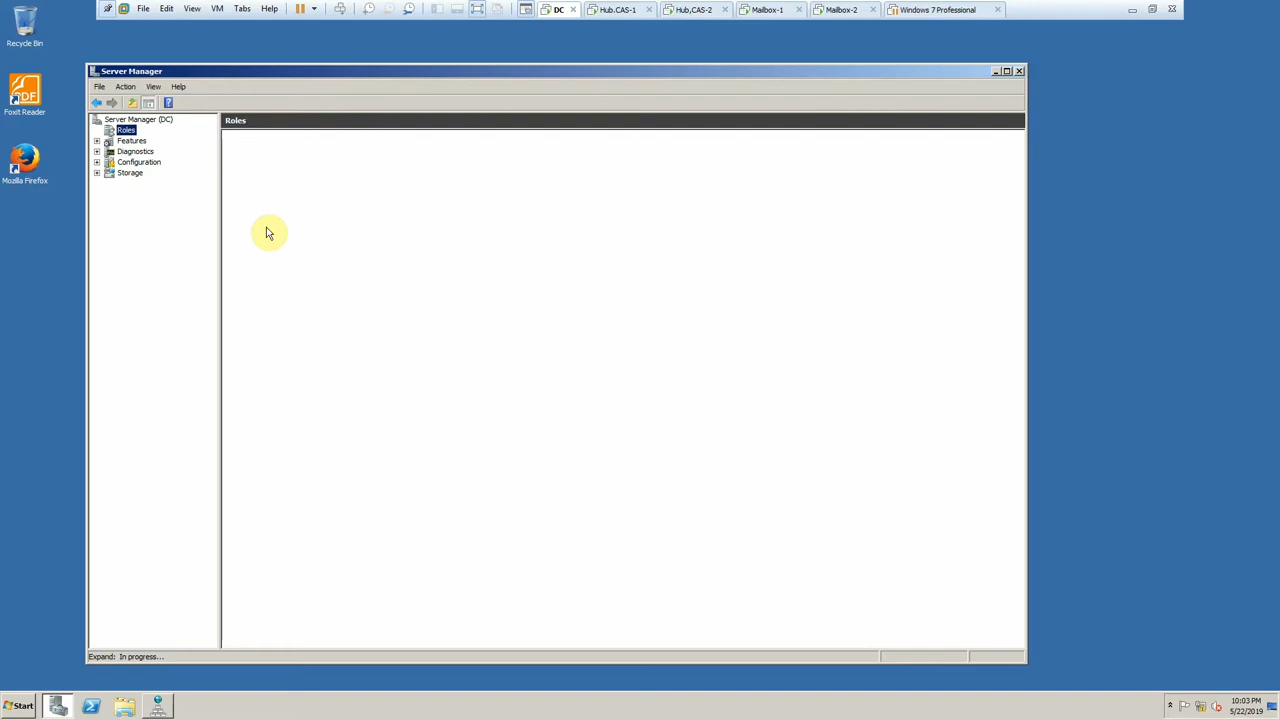 File Edit View VM Tabs Help
DC Hub.CAS-1 Hub,CAS-2 Mailbox-1 Mailbox-2 Windows 7 Professional
Recycle Bin
PDF
Foxit Reader
Mozilla Firefox
Server Manager
File Action View Help
Server Manager (DC)
Roles
Features
Diagnostics
Configuration
Storage
Roles
Expand: In progress...
Start
10:03 PM
5/22/2019